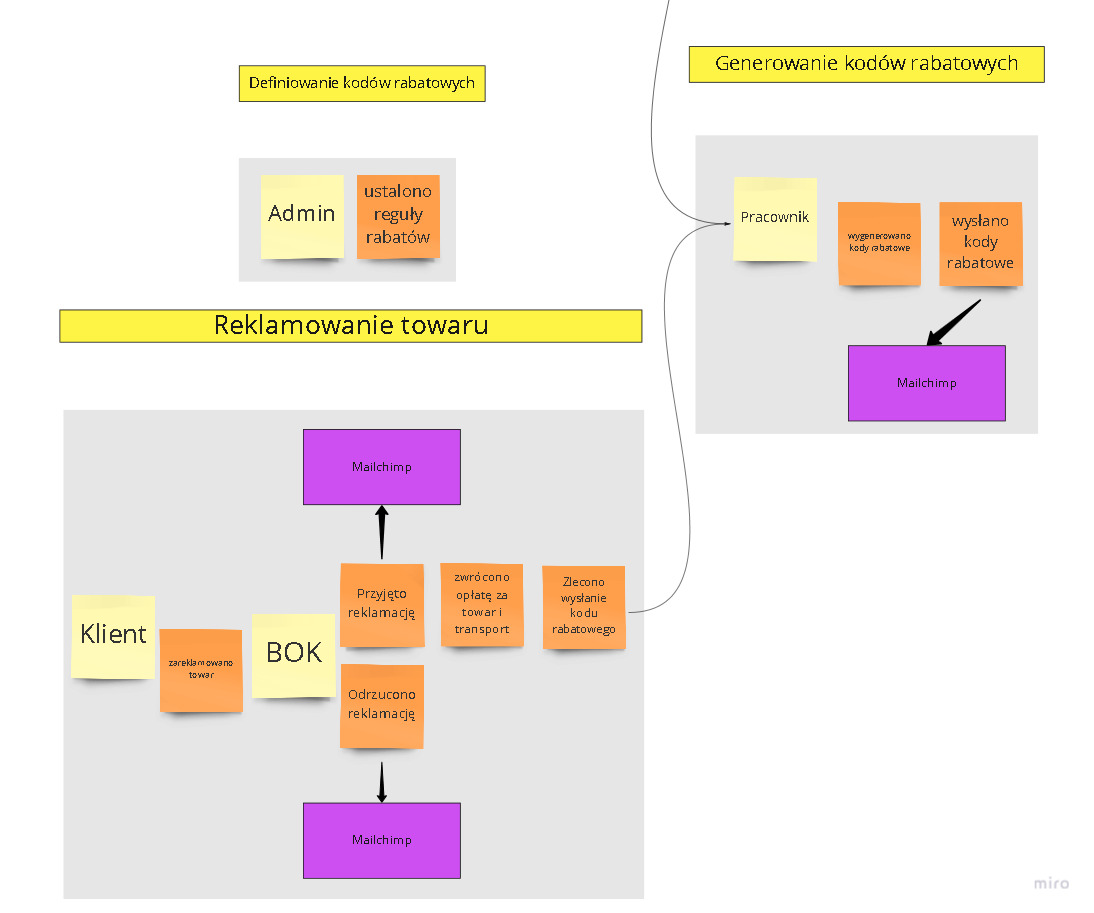 Definiowanie kodów rabatowych
Admin
ustalono
reguły
rabatów
Generowanie kodów rabatowych
Pracownik
wygenerowano
kody rabatowe
wysłano
kody
rabatowe
Mailchimp
Reklamowanie towaru
Mailchimp
Klient
zareklamowano
towar
BOK
Przyjęto
reklamację
zwrócono
opłatę za
towar i
transport
Zlecono
wysłanie
kodu
rabatowego
Odrzucono
reklamację
Mailchimp
miro